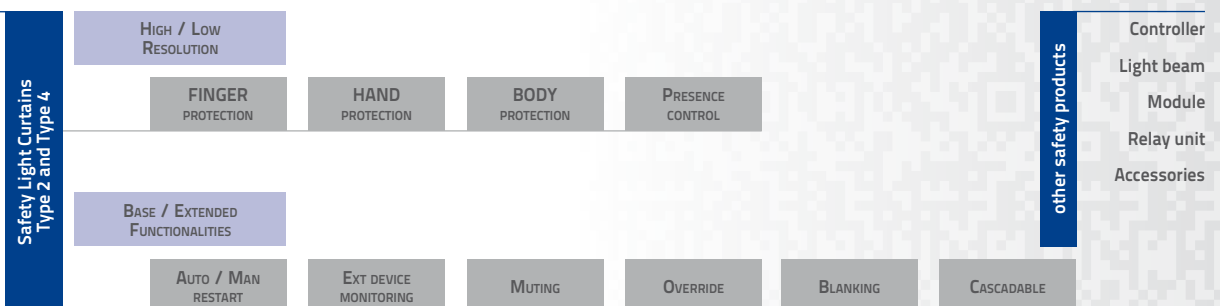 Safety Light Curtains
Type 2 and Type 4
High / Low
Resolution
FINGER
PROTECTION
HAND
PROTECTION
BODY
PROTECTION
Presence
CONTROL
Base / Extended
Functionalities
Auto / Man
RESTART
Ext device
MONITORING
Muting
Override
Blanking
Cascadable
other safety products
Controller
Light beam
Module
Relay unit
Accessories